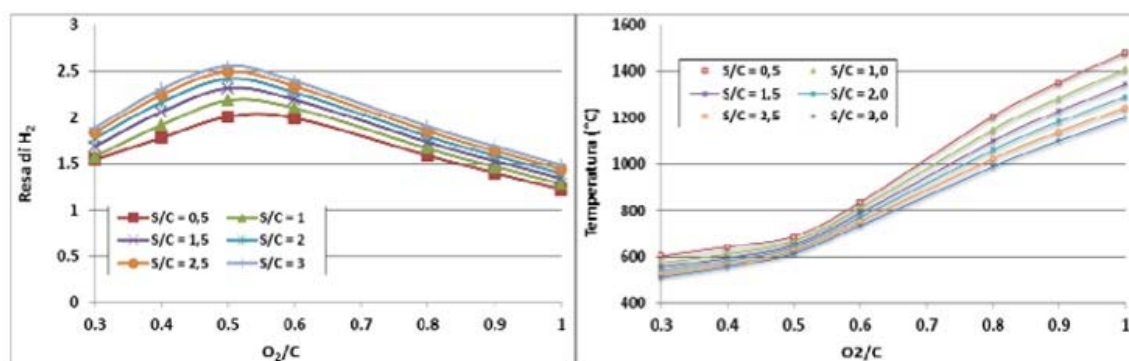 3
2.5
2
1.5
1
0.5
0
Resa di H₂
S/C = 0,5 S/C = 1
S/C = 1,5 S/C = 2
S/C = 2,5 S/C = 3
0.3 0.4 0.5 0.6 0.7 0.8 0.9 1
O₂/C
1600
1400
1200
1000
800
600
400
Temperatura (°C)
S/C = 0,5 S/C = 1,0
S/C = 1,5 S/C = 2,0
S/C = 2,5 S/C = 3,0
0.3 0.4 0.5 0.6 0.7 0.8 0.9 1
O2/C